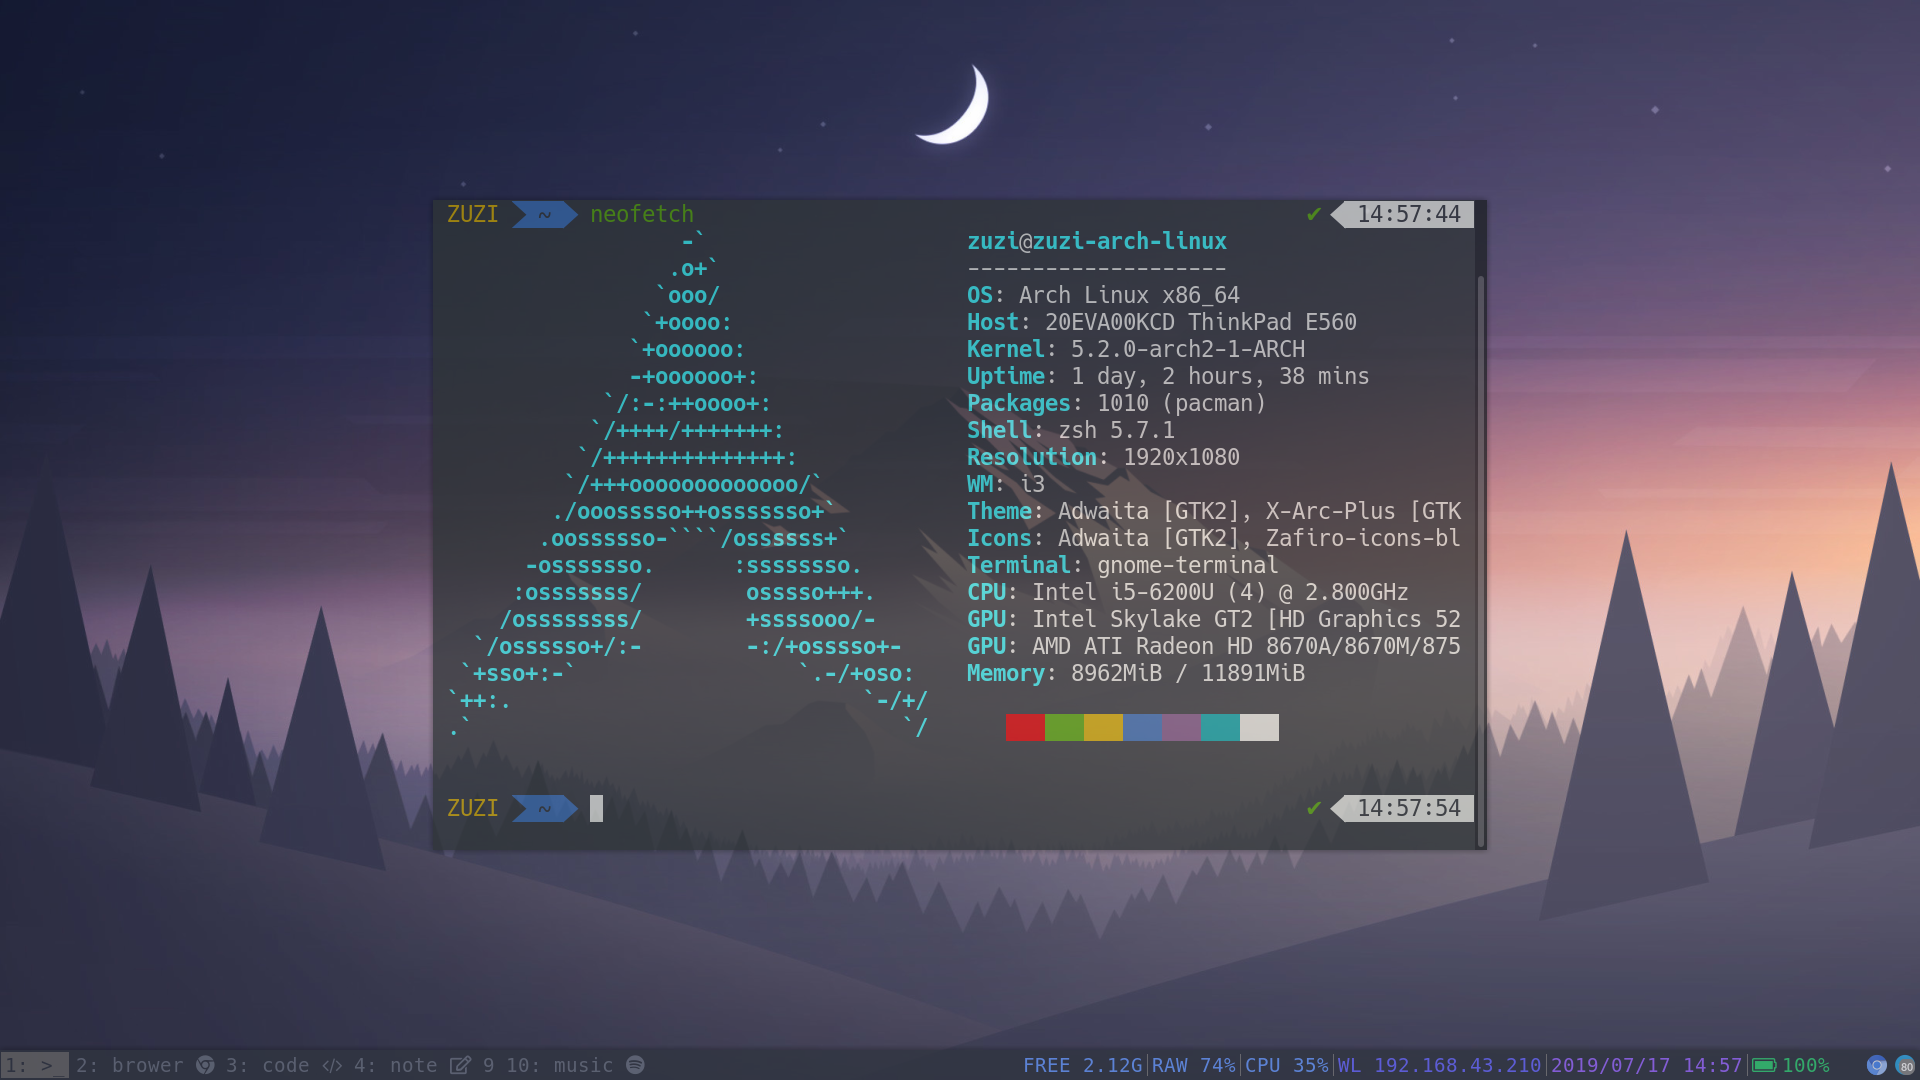 ZUZI ~ neofetch ✔ 14:57:44
-`
.o+`
`ooo/
`+oooo:
`+oooooo:
-+oooooo+:
`/:-:++oooo+:
`/++++/+++++++:
`/++++++++++++++:
`/+++ooooooooooooo/`
./ooosssso++osssssso+`
.oossssso-````/ossssss+`
-osssssso. :ssssssso.
:osssssss/ osssso+++.
/ossssssss/ +ssssooo/-
`/ossssso+/:- -:/+osssso+-
`+sso+:-` `.-/+oso:
`++:. `-/+/
.` `/
zuzi@zuzi-arch-linux
--------------------
OS: Arch Linux x86_64
Host: 20EVA00KCD ThinkPad E560
Kernel: 5.2.0-arch2-1-ARCH
Uptime: 1 day, 2 hours, 38 mins
Packages: 1010 (pacman)
Shell: zsh 5.7.1
Resolution: 1920x1080
WM: i3
Theme: Adwaita [GTK2], X-Arc-Plus [GTK
Icons: Adwaita [GTK2], Zafiro-icons-bl
Terminal: gnome-terminal
CPU: Intel i5-6200U (4) @ 2.800GHz
GPU: Intel Skylake GT2 [HD Graphics 52
GPU: AMD ATI Radeon HD 8670A/8670M/875
Memory: 8962MiB / 11891MiB
ZUZI ~ ✔ 14:57:54
1: >_ 2: brower 3: code </> 4: note 9 10: music FREE 2.12G|RAW 74%|CPU 35%|WL 192.168.43.210|2019/07/17 14:57| 100% 80